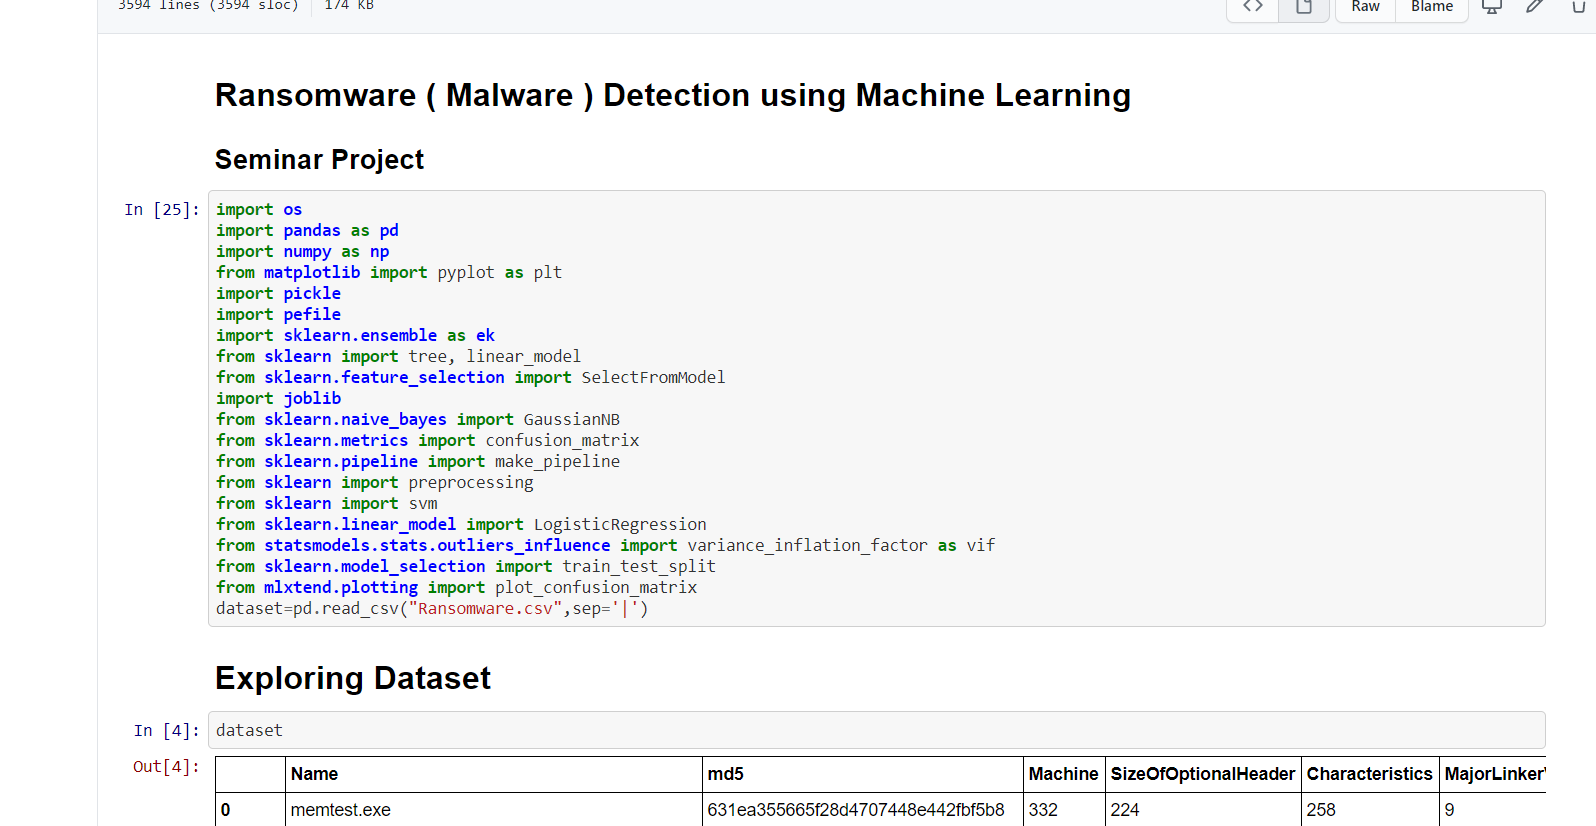 3594 lines (3594 sloc) 174 KB
Raw Blame
Ransomware ( Malware ) Detection using Machine Learning
Seminar Project
In [25]:
import os
import pandas as pd
import numpy as np
from matplotlib import pyplot as plt
import pickle
import pefile
import sklearn.ensemble as ek
from sklearn import tree, linear_model
from sklearn.feature_selection import SelectFromModel
import joblib
from sklearn.naive_bayes import GaussianNB
from sklearn.metrics import confusion_matrix
from sklearn.pipeline import make_pipeline
from sklearn import preprocessing
from sklearn import svm
from sklearn.linear_model import LogisticRegression
from statsmodels.stats.outliers_influence import variance_inflation_factor as vif
from sklearn.model_selection import train_test_split
from mlxtend.plotting import plot_confusion_matrix
dataset=pd.read_csv("Ransomware.csv",sep='|')
Exploring Dataset
In [4]: dataset
Out[4]:
Name md5 Machine SizeOfOptionalHeader Characteristics MajorLinker
0 memtest.exe 631ea355665f28d4707448e442fbf5b8 332 224 258 9